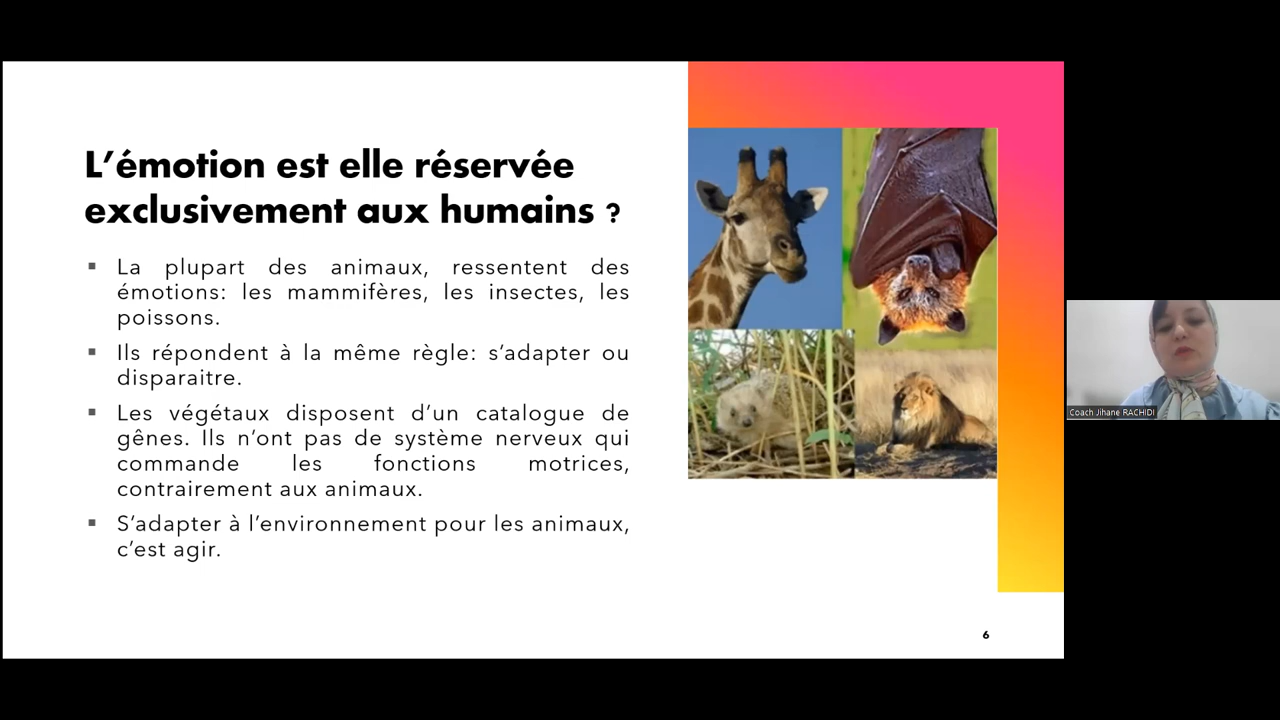 L’émotion est elle réservée
exclusivement aux humains ?
▪ La plupart des animaux, ressentent des
émotions: les mammifères, les insectes, les
poissons.
▪ Ils répondent à la même règle: s’adapter ou
disparaitre.
▪ Les végétaux disposent d’un catalogue de
gênes. Ils n’ont pas de système nerveux qui
commande les fonctions motrices,
contrairement aux animaux.
▪ S’adapter à l’environnement pour les animaux,
c’est agir.
6
Coach Jihane RACHIDI